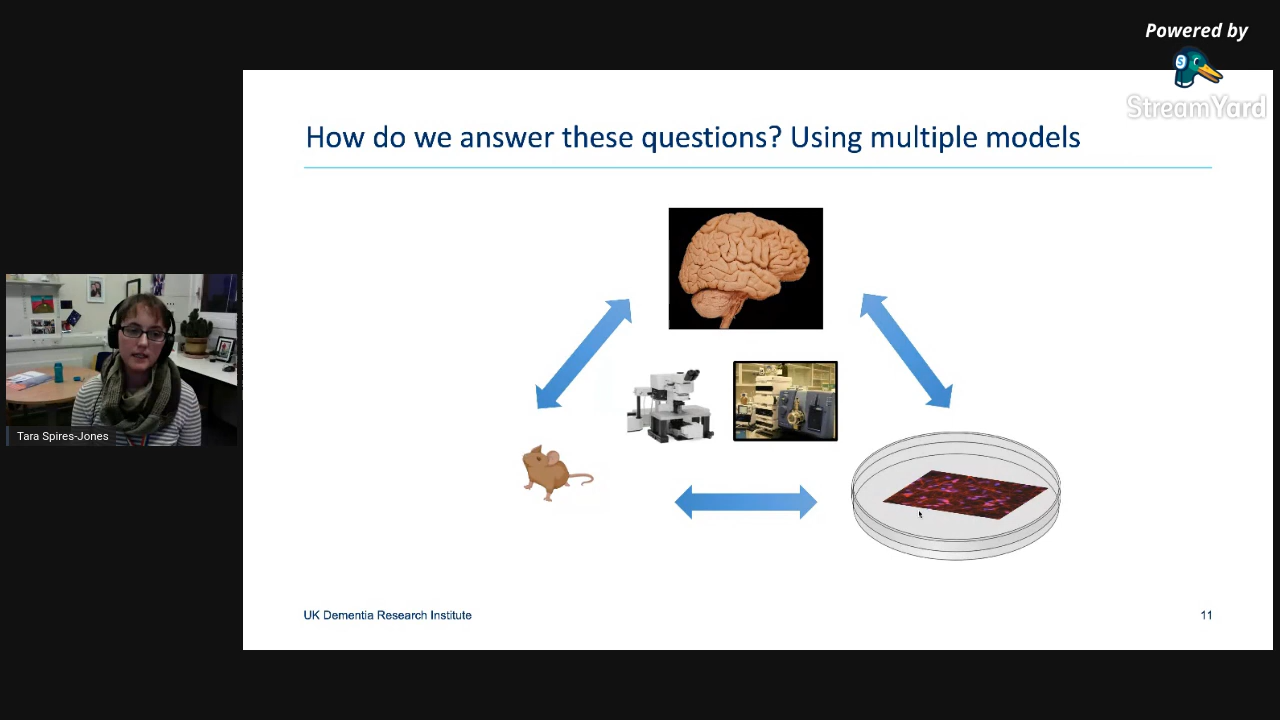 Powered by
S
StreamYard
How do we answer these questions? Using multiple models
Tara Spires-Jones
UK Dementia Research Institute
11